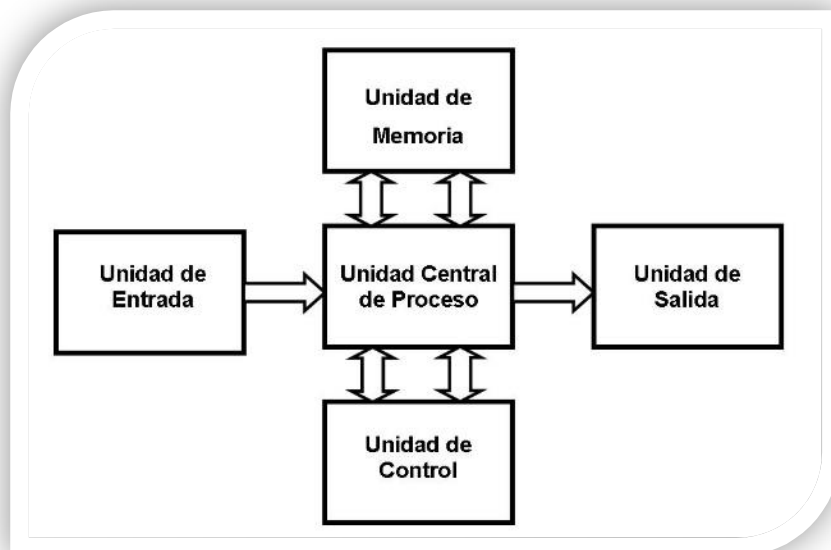 Unidad de
Memoria
Unidad de
Entrada
Unidad Central
de Proceso
Unidad de
Salida
Unidad de
Control